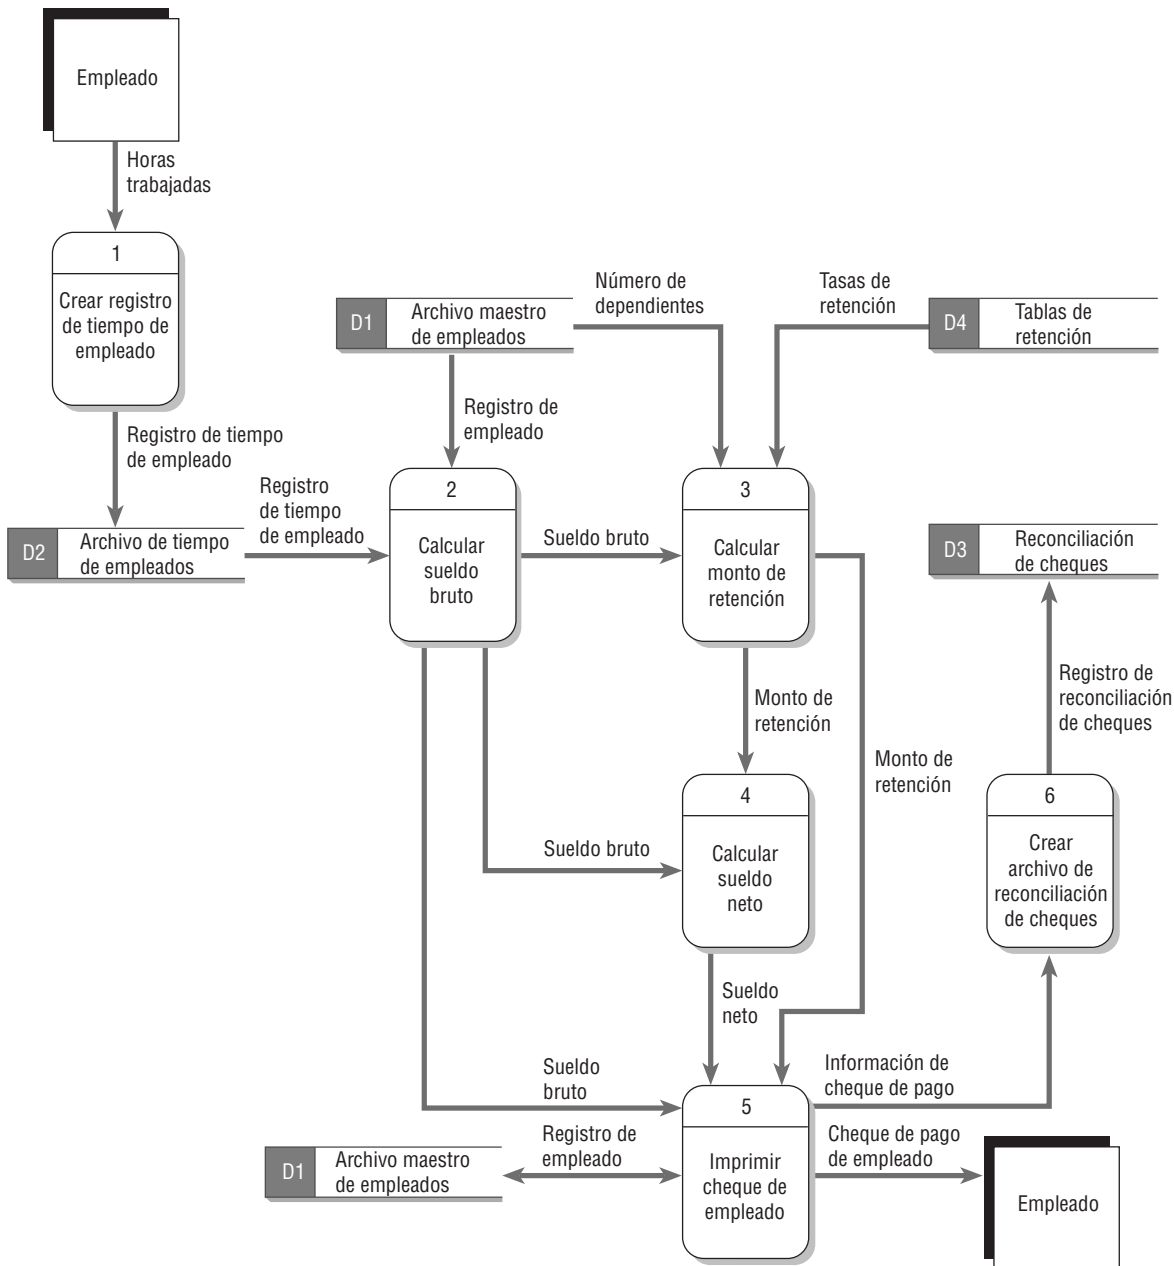 Empleado
Horas
trabajadas
1
Crear registro
de tiempo de
empleado
Registro de tiempo
de empleado
D2
Archivo de tiempo
de empleados
Registro
de tiempo
de empleado
D1
Archivo maestro
de empleados
Número de
dependientes
Tasas de
retención
D4
Tablas de
retención
Registro de
empleado
2
Calcular
sueldo
bruto
Sueldo bruto
3
Calcular
monto de
retención
D3
Reconciliación
de cheques
Monto de
retención
Monto de
retención
Registro de
reconciliación
de cheques
Sueldo bruto
4
Calcular
sueldo
neto
6
Crear
archivo de
reconciliación
de cheques
Sueldo
neto
Sueldo
bruto
Información de
cheque de pago
5
Imprimir
cheque de
empleado
D1
Archivo maestro
de empleados
Registro de
empleado
Cheque de pago
de empleado
Empleado